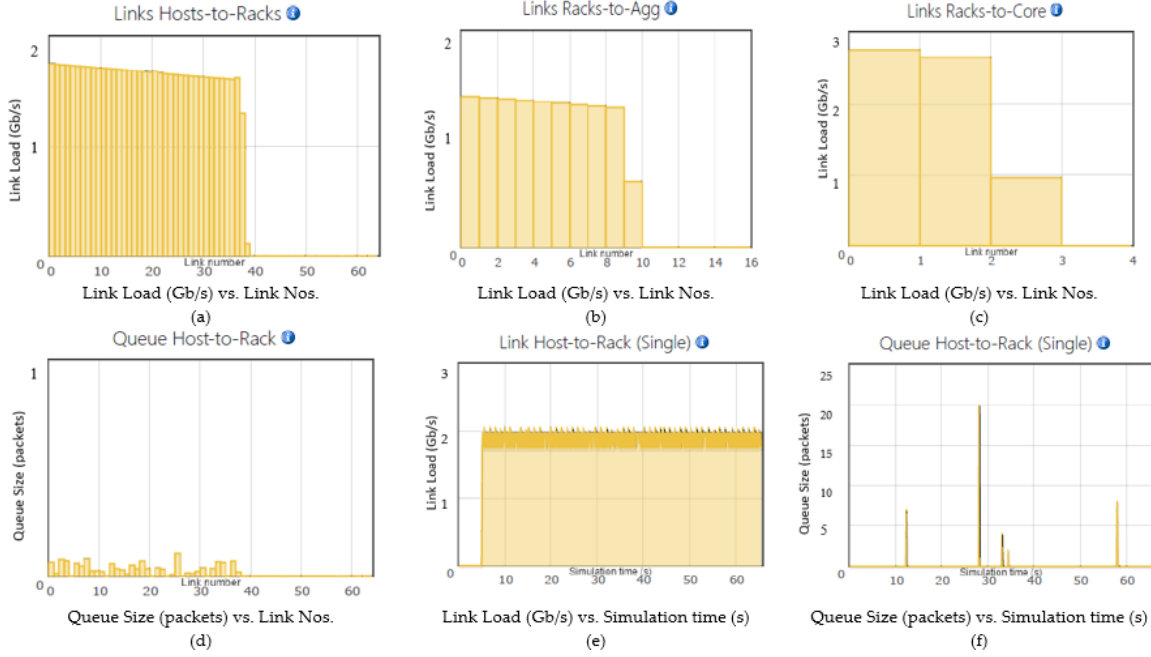 Links Hosts-to-Racks i
2
1
0
Link Load (Gb/s)
0 10 20 30 40 50 60
Link number
Link Load (Gb/s) vs. Link Nos.
(a)
Links Racks-to-Agg i
2
1
0
Link Load (Gb/s)
0 2 4 6 8 10 12 14 16
Link number
Link Load (Gb/s) vs. Link Nos.
(b)
Links Racks-to-Core i
3
2
1
0
Link Load (Gb/s)
0 1 2 3 4
Link number
Link Load (Gb/s) vs. Link Nos.
(c)
Queue Host-to-Rack i
1
0
Queue Size (packets)
0 10 20 30 40 50 60
Link number
Queue Size (packets) vs. Link Nos.
(d)
Link Host-to-Rack (Single) i
3
2
1
0
Link Load (Gb/s)
10 20 30 40 50 60
Simulation time (s)
Link Load (Gb/s) vs. Simulation time (s)
(e)
Queue Host-to-Rack (Single) i
25
20
15
10
5
0
Queue Size (packets)
10 20 30 40 50 60
Simulation time (s)
Queue Size (packets) vs. Simulation time (s)
(f)